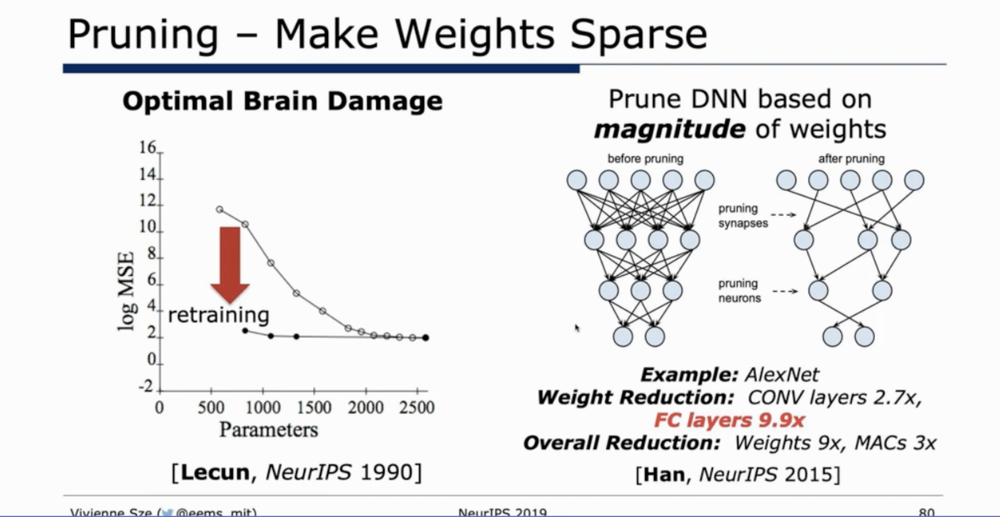 Pruning – Make Weights Sparse
Optimal Brain Damage
16
14
12
10
8
6
4
2
0
-2
log MSE
retraining
0 500 1000 1500 2000 2500
Parameters
[Lecun, NeurIPS 1990]
Prune DNN based on
magnitude of weights
before pruning
after pruning
pruning
synapses
pruning
neurons
Example: AlexNet
Weight Reduction: CONV layers 2.7x,
FC layers 9.9x
Overall Reduction: Weights 9x, MACs 3x
[Han, NeurIPS 2015]
Vivienne Sze ( @eems_mit) NeurIPS 2019 80